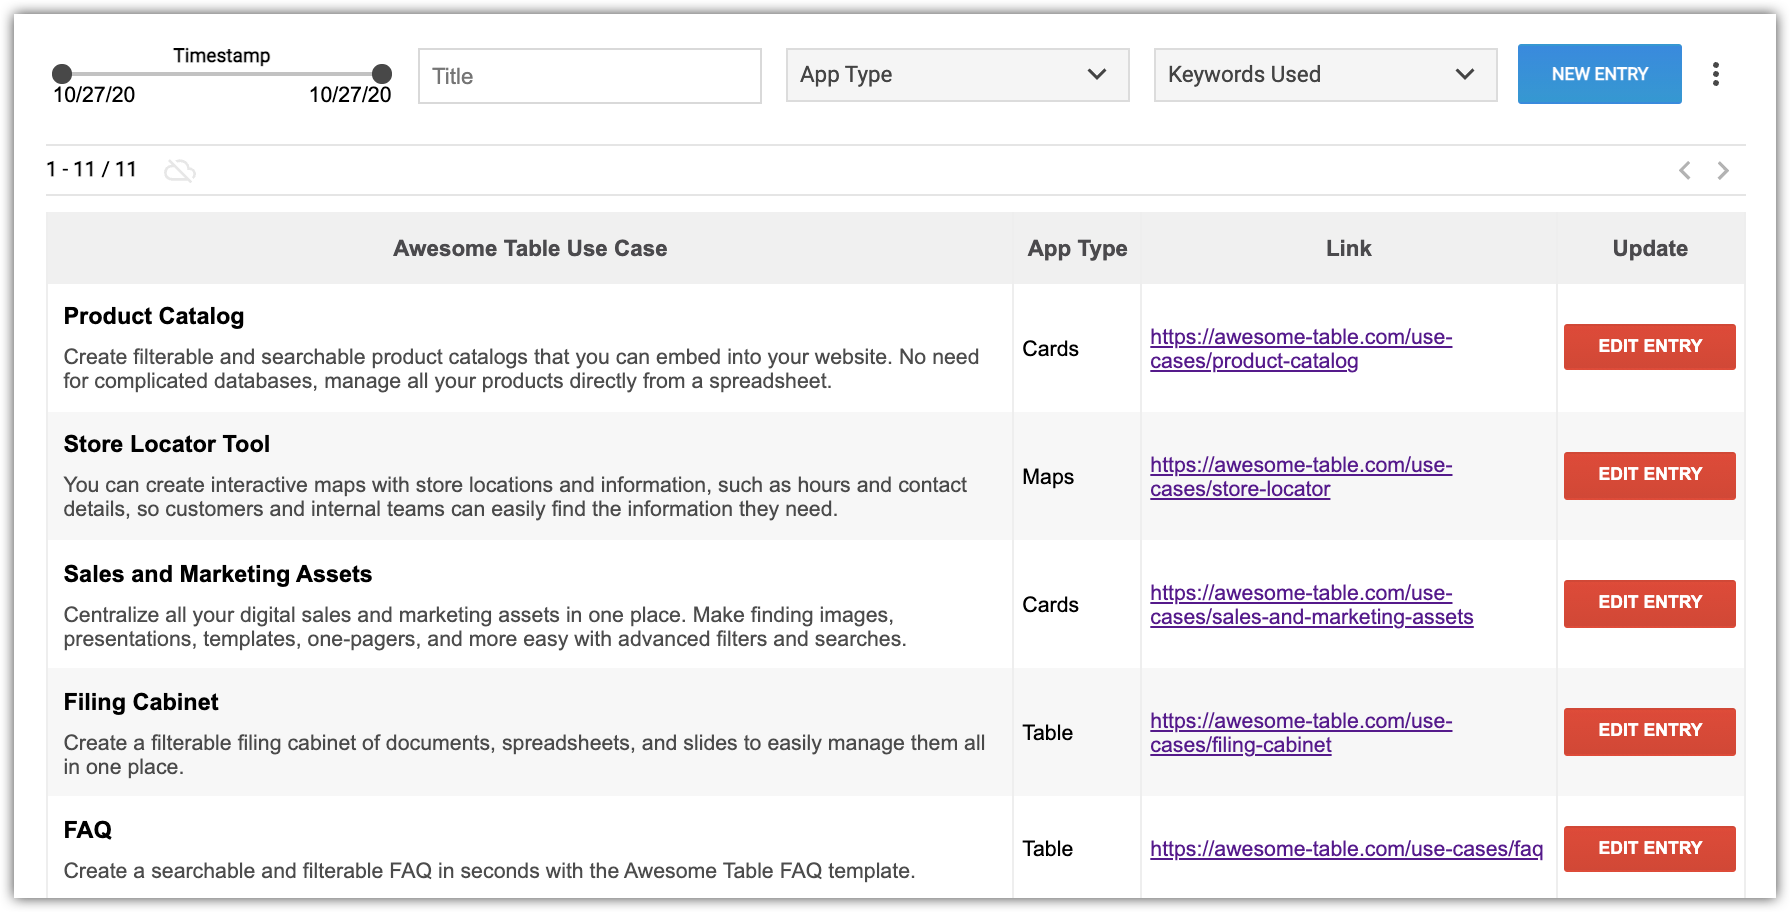 Timestamp
10/27/20 10/27/20
Title
App Type
Keywords Used
NEW ENTRY
1 - 11 / 11
Awesome Table Use Case App Type Link Update
Product Catalog
Create filterable and searchable product catalogs that you can embed into your website. No need
for complicated databases, manage all your products directly from a spreadsheet.
Cards
https://awesome-table.com/use-
cases/product-catalog
EDIT ENTRY
Store Locator Tool
You can create interactive maps with store locations and information, such as hours and contact
details, so customers and internal teams can easily find the information they need.
Maps
https://awesome-table.com/use-
cases/store-locator
EDIT ENTRY
Sales and Marketing Assets
Centralize all your digital sales and marketing assets in one place. Make finding images,
presentations, templates, one-pagers, and more easy with advanced filters and searches.
Cards
https://awesome-table.com/use-
cases/sales-and-marketing-assets
EDIT ENTRY
Filing Cabinet
Create a filterable filing cabinet of documents, spreadsheets, and slides to easily manage them all
in one place.
Table
https://awesome-table.com/use-
cases/filing-cabinet
EDIT ENTRY
FAQ
Create a searchable and filterable FAQ in seconds with the Awesome Table FAQ template.
Table
https://awesome-table.com/use-cases/faq
EDIT ENTRY